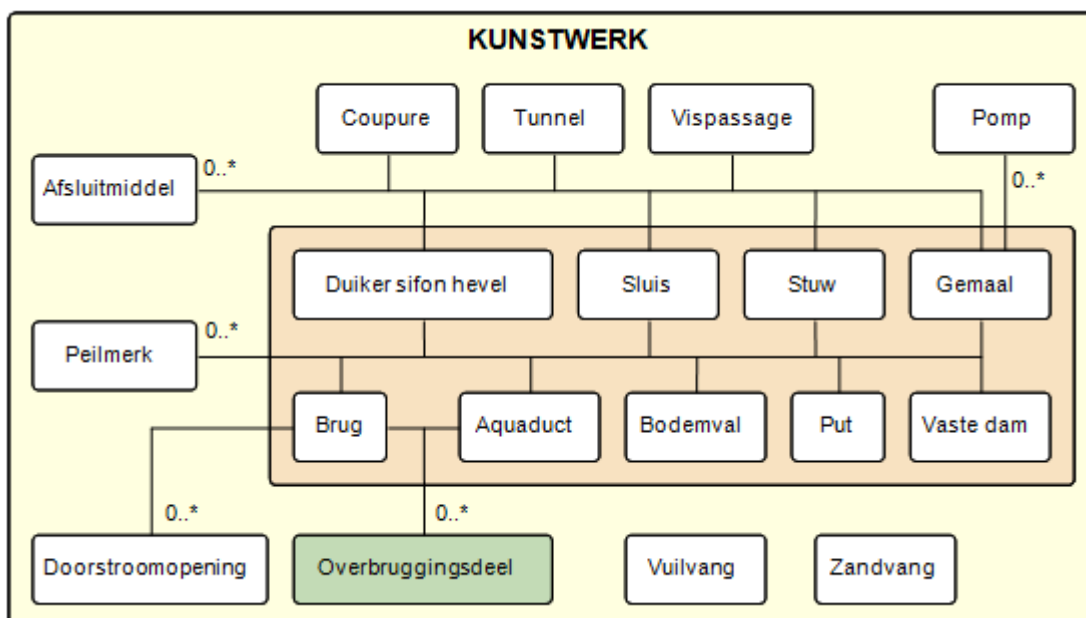 KUNSTWERK
Coupure
Tunnel
Vispassage
Pomp
Afsluitmiddel
0..*
0..*
Duiker sifon hevel
Sluis
Stuw
Gemaal
Peilmerk
0..*
Brug
Aquaduct
Bodemval
Put
Vaste dam
0..*
0..*
Doorstroomopening
Overbruggingsdeel
Vuilvang
Zandvang